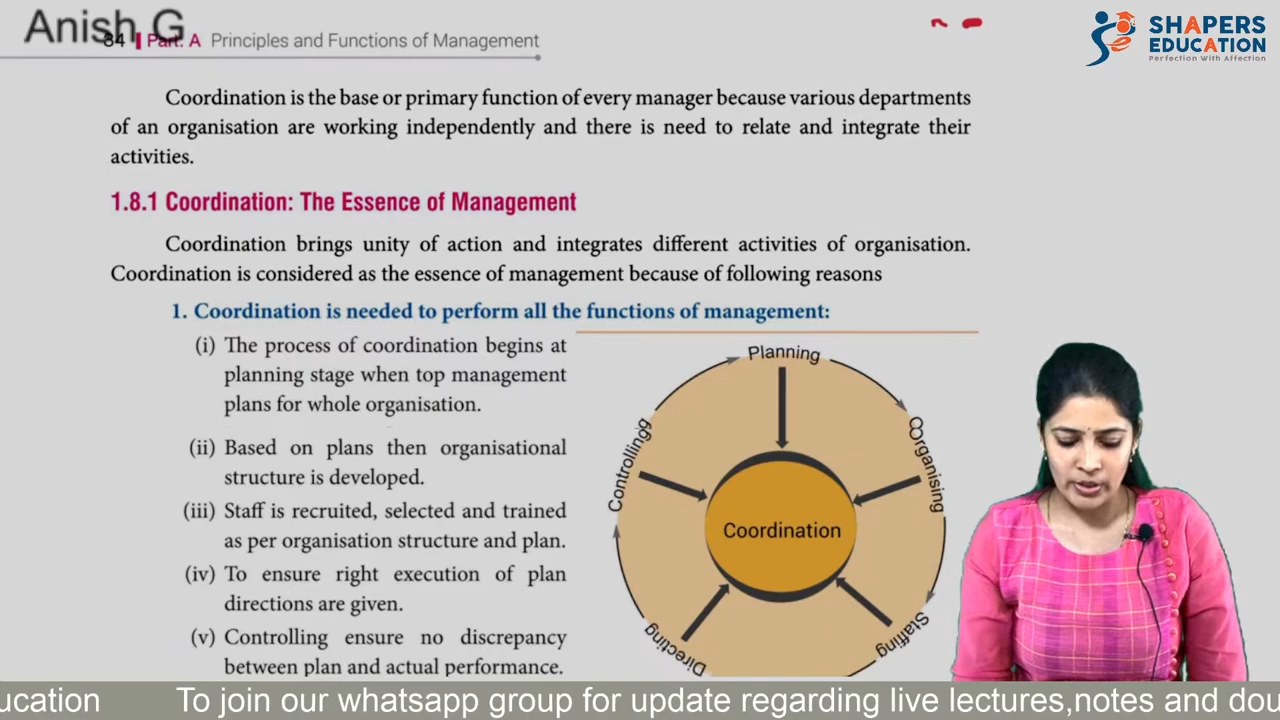 Anish G
84 Part. A Principles and Functions of Management
SHAPERS
EDUCATION
Perfection With Affection
Coordination is the base or primary function of every manager because various departments
of an organisation are working independently and there is need to relate and integrate their
activities.
1.8.1 Coordination: The Essence of Management
Coordination brings unity of action and integrates different activities of organisation.
Coordination is considered as the essence of management because of following reasons
1. Coordination is needed to perform all the functions of management:
(i) The process of coordination begins at
planning stage when top management
plans for whole organisation.
(ii) Based on plans then organisational
structure is developed.
(iii) Staff is recruited, selected and trained
as per organisation structure and plan.
(iv) To ensure right execution of plan
directions are given.
(v) Controlling ensure no discrepancy
between plan and actual performance.
Planning
Corganising
Staffing
Directing
Controllingg
Coordination
ucation To join our whatsapp group for update regarding live lectures,notes and dou